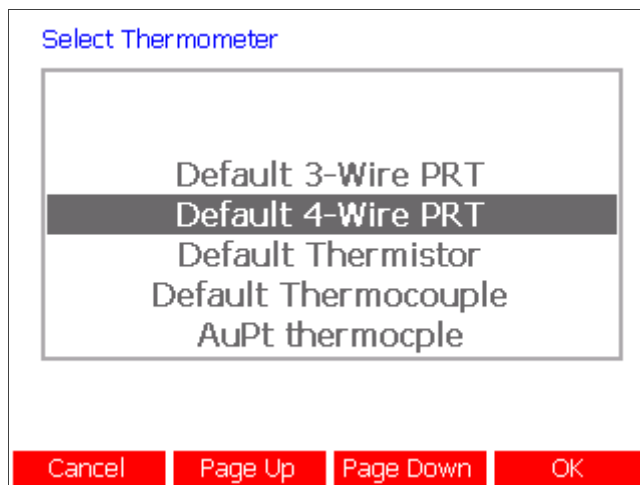 Select Thermometer
Default 3-Wire PRT
Default 4-Wire PRT
Default Thermistor
Default Thermocouple
AuPt thermocple
Cancel Page Up Page Down OK